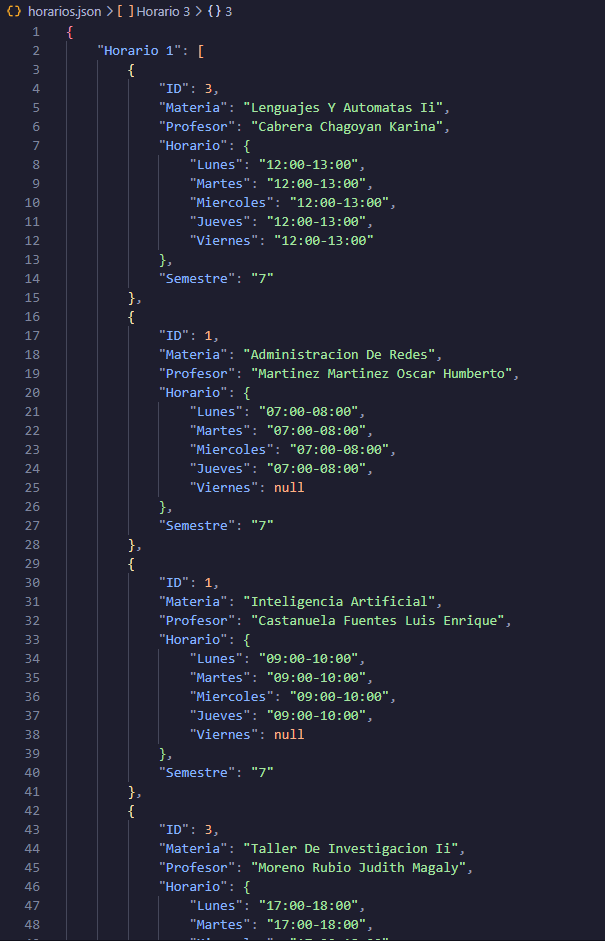 horarios.json > [ ] Horario 3 > { } 3
1 {
2 "Horario 1": [
3 {
4 "ID": 3,
5 "Materia": "Lenguajes Y Automatas Ii",
6 "Profesor": "Cabrera Chagoyan Karina",
7 "Horario": {
8 "Lunes": "12:00-13:00",
9 "Martes": "12:00-13:00",
10 "Miercoles": "12:00-13:00",
11 "Jueves": "12:00-13:00",
12 "Viernes": "12:00-13:00"
13 },
14 "Semestre": "7"
15 },
16 {
17 "ID": 1,
18 "Materia": "Administracion De Redes",
19 "Profesor": "Martinez Martinez Oscar Humberto",
20 "Horario": {
21 "Lunes": "07:00-08:00",
22 "Martes": "07:00-08:00",
23 "Miercoles": "07:00-08:00",
24 "Jueves": "07:00-08:00",
25 "Viernes": null
26 },
27 "Semestre": "7"
28 },
29 {
30 "ID": 1,
31 "Materia": "Inteligencia Artificial",
32 "Profesor": "Castanuela Fuentes Luis Enrique",
33 "Horario": {
34 "Lunes": "09:00-10:00",
35 "Martes": "09:00-10:00",
36 "Miercoles": "09:00-10:00",
37 "Jueves": "09:00-10:00",
38 "Viernes": null
39 },
40 "Semestre": "7"
41 },
42 {
43 "ID": 3,
44 "Materia": "Taller De Investigacion Ii",
45 "Profesor": "Moreno Rubio Judith Magaly",
46 "Horario": {
47 "Lunes": "17:00-18:00",
48 "Martes": "17:00-18:00",